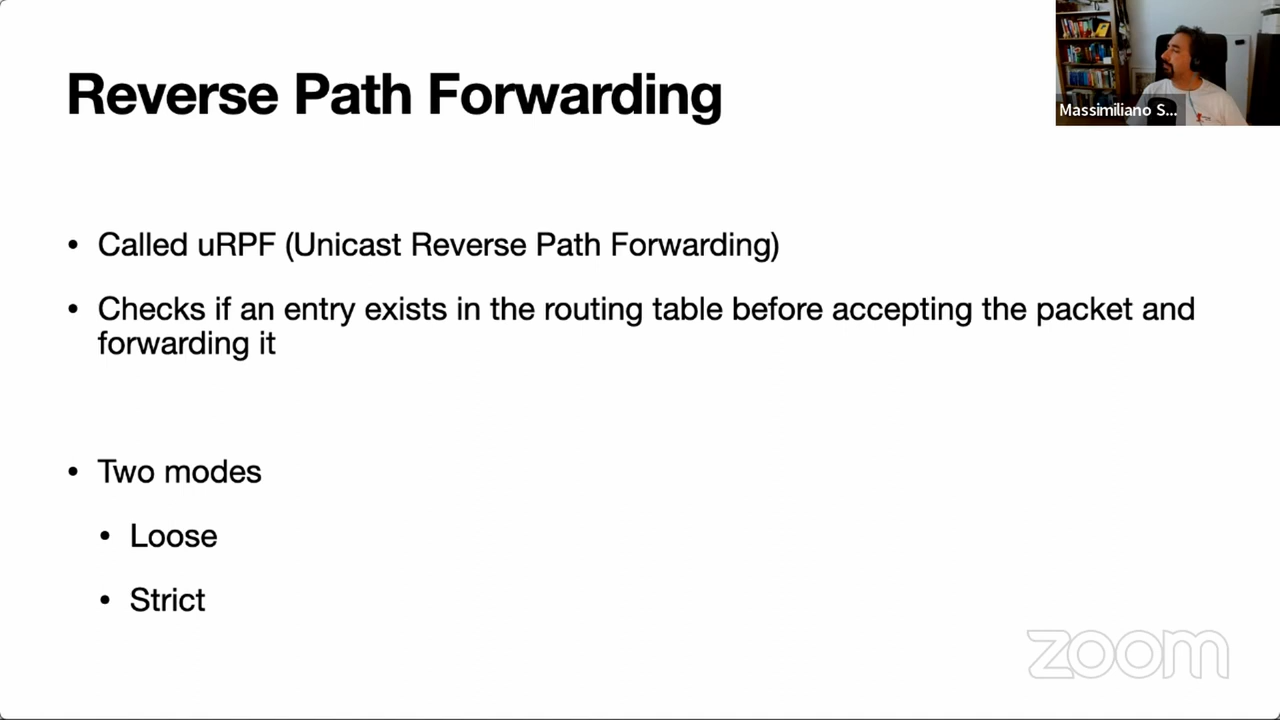 Reverse Path Forwarding
Massimiliano S...
• Called uRPF (Unicast Reverse Path Forwarding)
• Checks if an entry exists in the routing table before accepting the packet and
forwarding it
• Two modes
• Loose
• Strict
zoom